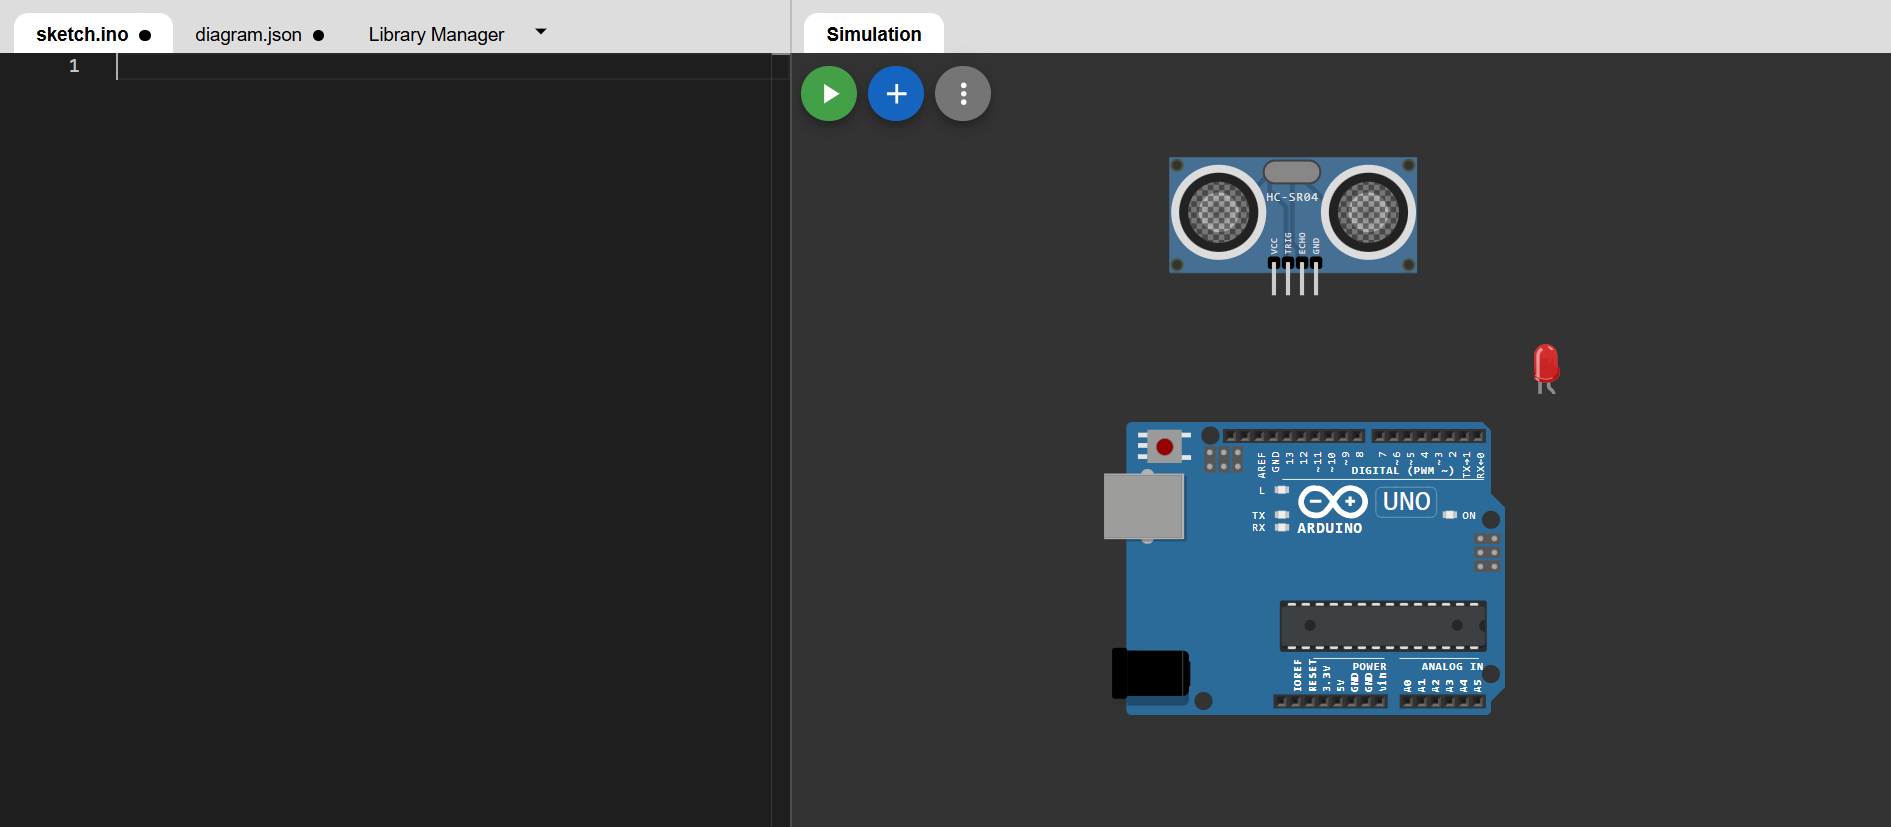 sketch.ino ● diagram.json ● Library Manager
Simulation
1
HC-SR04
VCC TRIG ECHO GND
AREF GND 13 12 ~11 ~10 ~9 8 7 ~6 ~5 4 ~3 2 TX→1 RX←0
DIGITAL (PWM ~)
L
UNO
TX ON
RX ARDUINO
POWER ANALOG IN
IOREF RESET 3.3V 5V GND GND Vin A0 A1 A2 A3 A4 A5